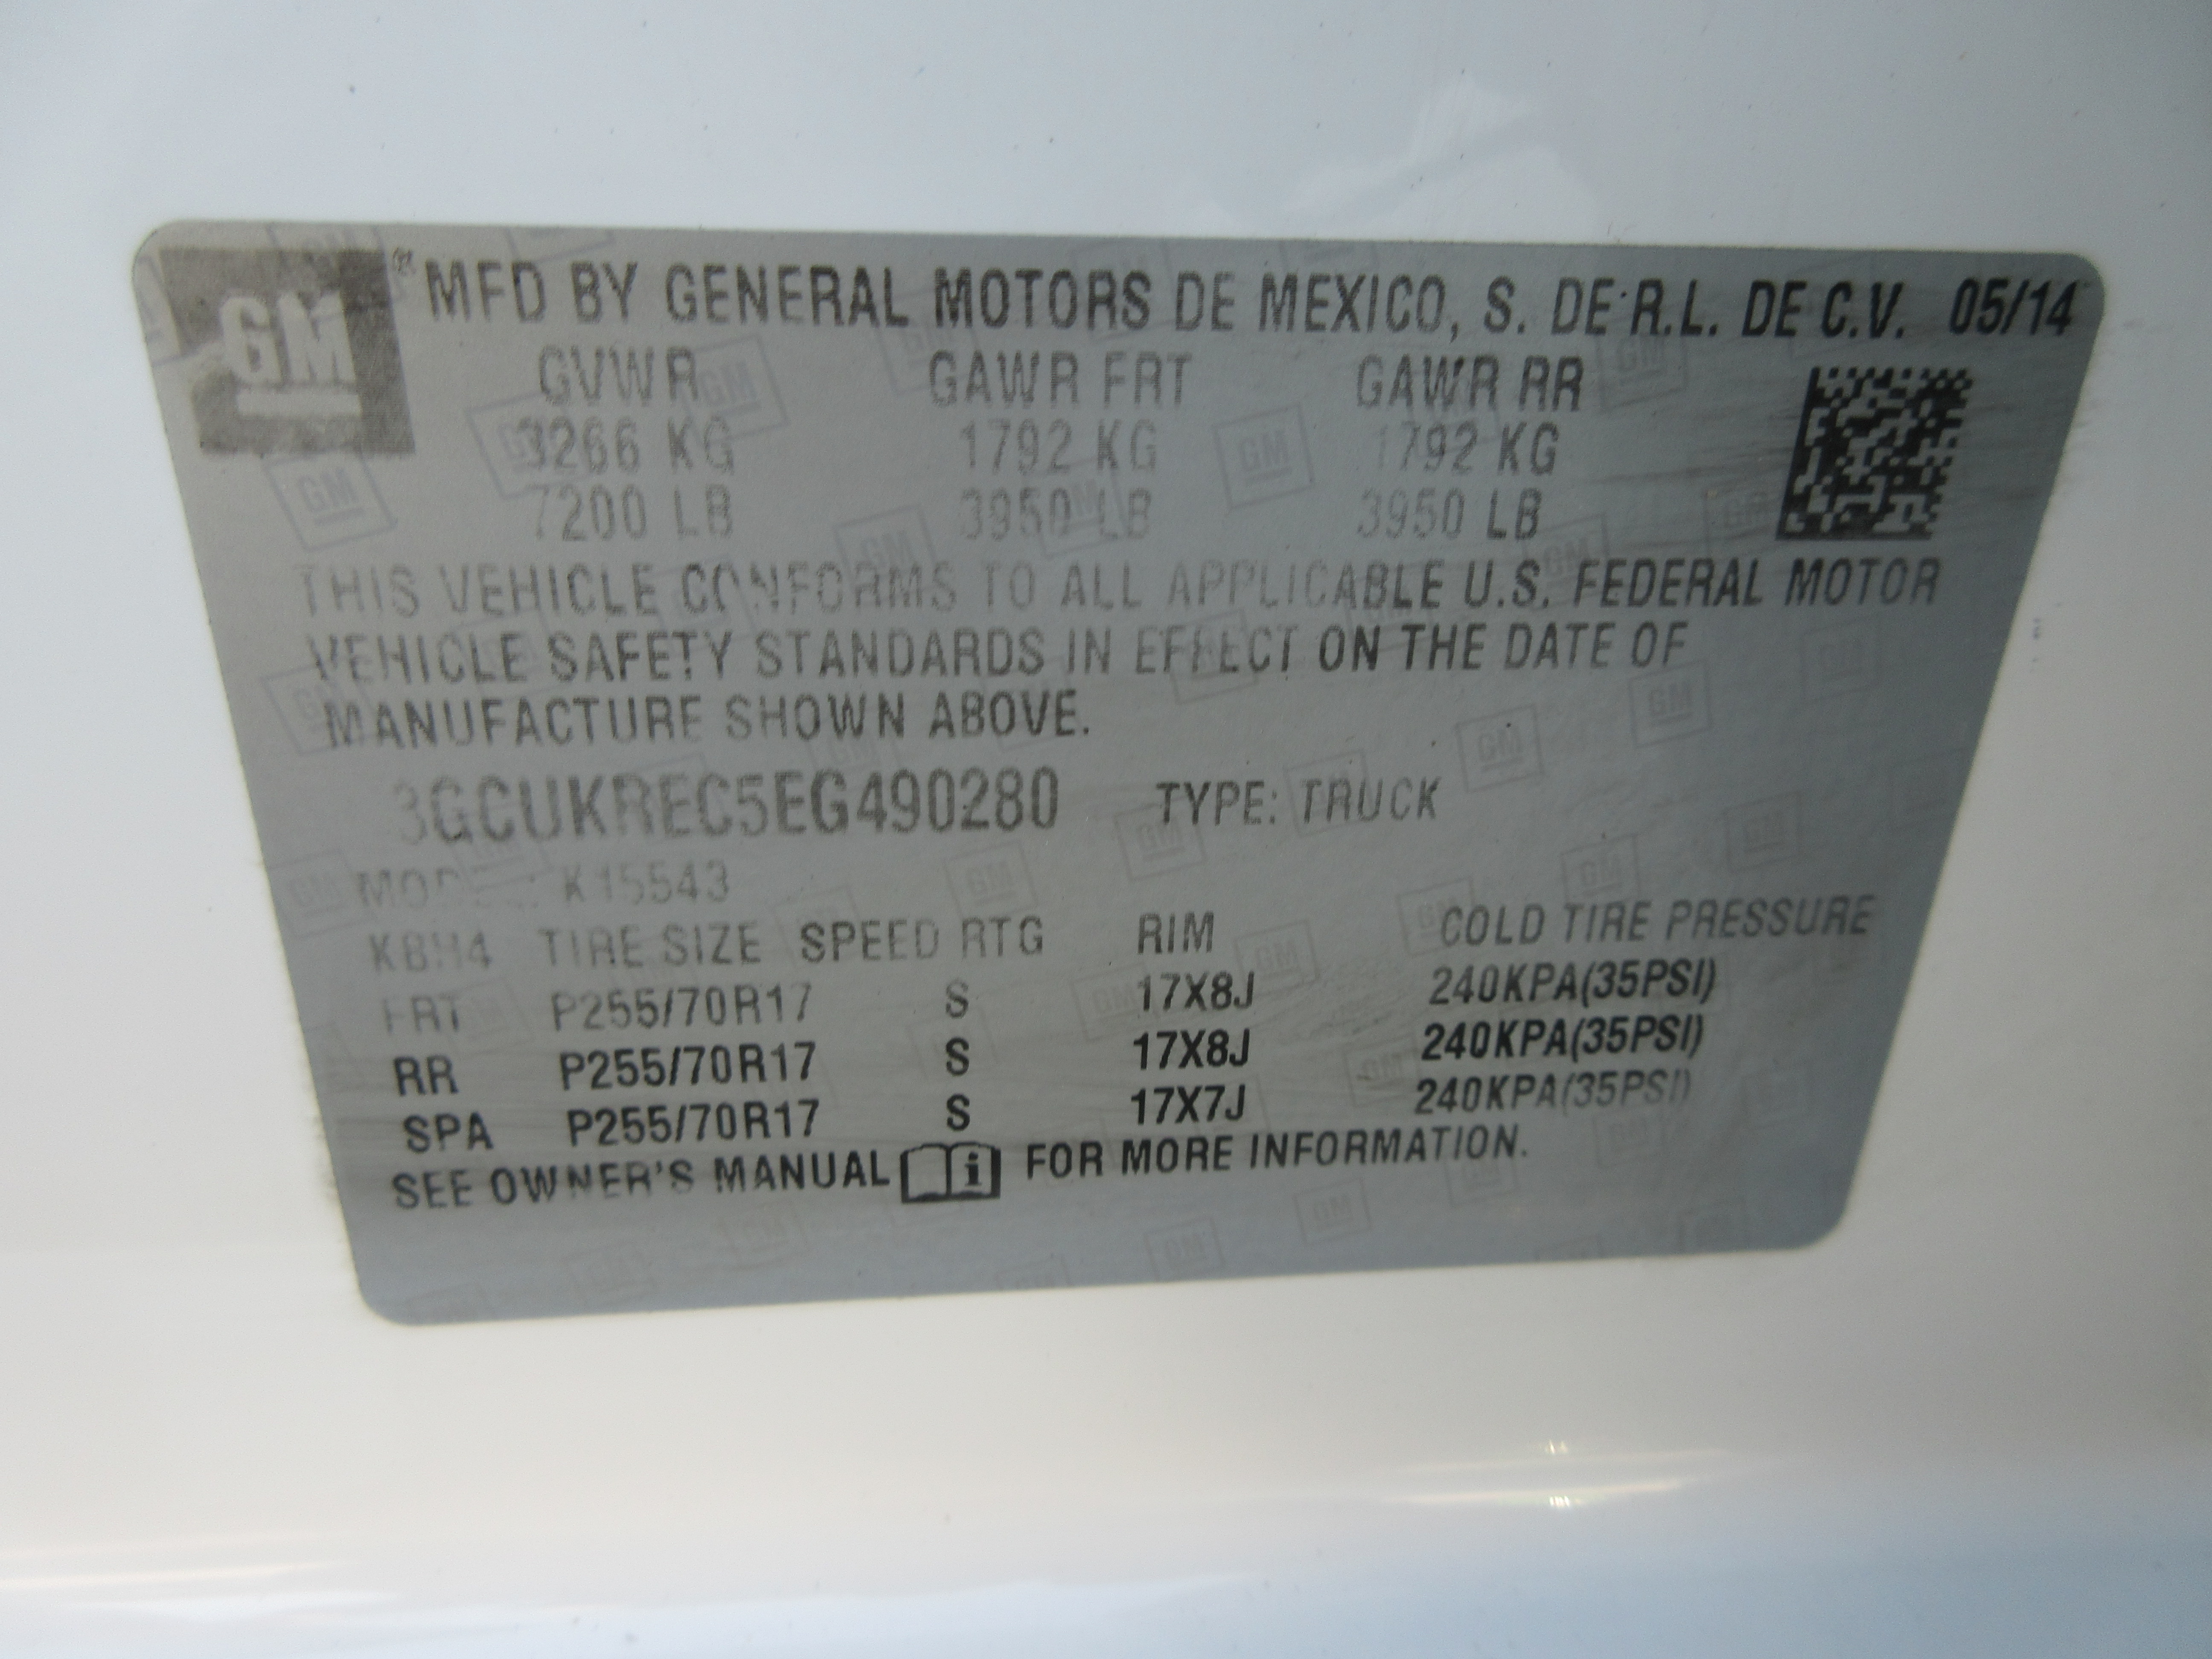 GM® MFD BY GENERAL MOTORS DE MEXICO, S. DE R.L. DE C.V. 05/14
GVWR GAWR FRT GAWR RR
3266 KG 1792 KG 1792 KG
7200 LB 3950 LB 3950 LB
THIS VEHICLE CONFORMS TO ALL APPLICABLE U.S. FEDERAL MOTOR
VEHICLE SAFETY STANDARDS IN EFFECT ON THE DATE OF
MANUFACTURE SHOWN ABOVE.
3GCUKREC5EG490280 TYPE: TRUCK
K15543
TIRE SIZE SPEED RTG RIM COLD TIRE PRESSURE
FRT P255/70R17 S 17X8J 240KPA(35PSI)
RR P255/70R17 S 17X8J 240KPA(35PSI)
SPA P255/70R17 S 17X7J 240KPA(35PSI)
SEE OWNER'S MANUAL i FOR MORE INFORMATION.